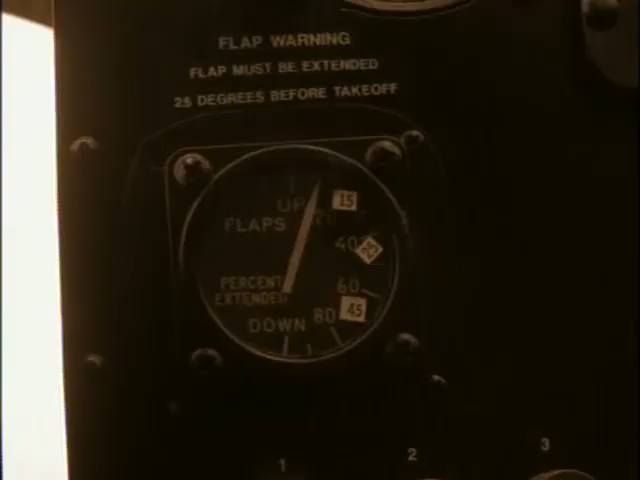 FLAP WARNING
FLAP MUST BE EXTENDED
25 DEGREES BEFORE TAKEOFF
UP
15
20
FLAPS
40
25
PERCENT
EXTENDED
60
45
DOWN
80
1
2
3